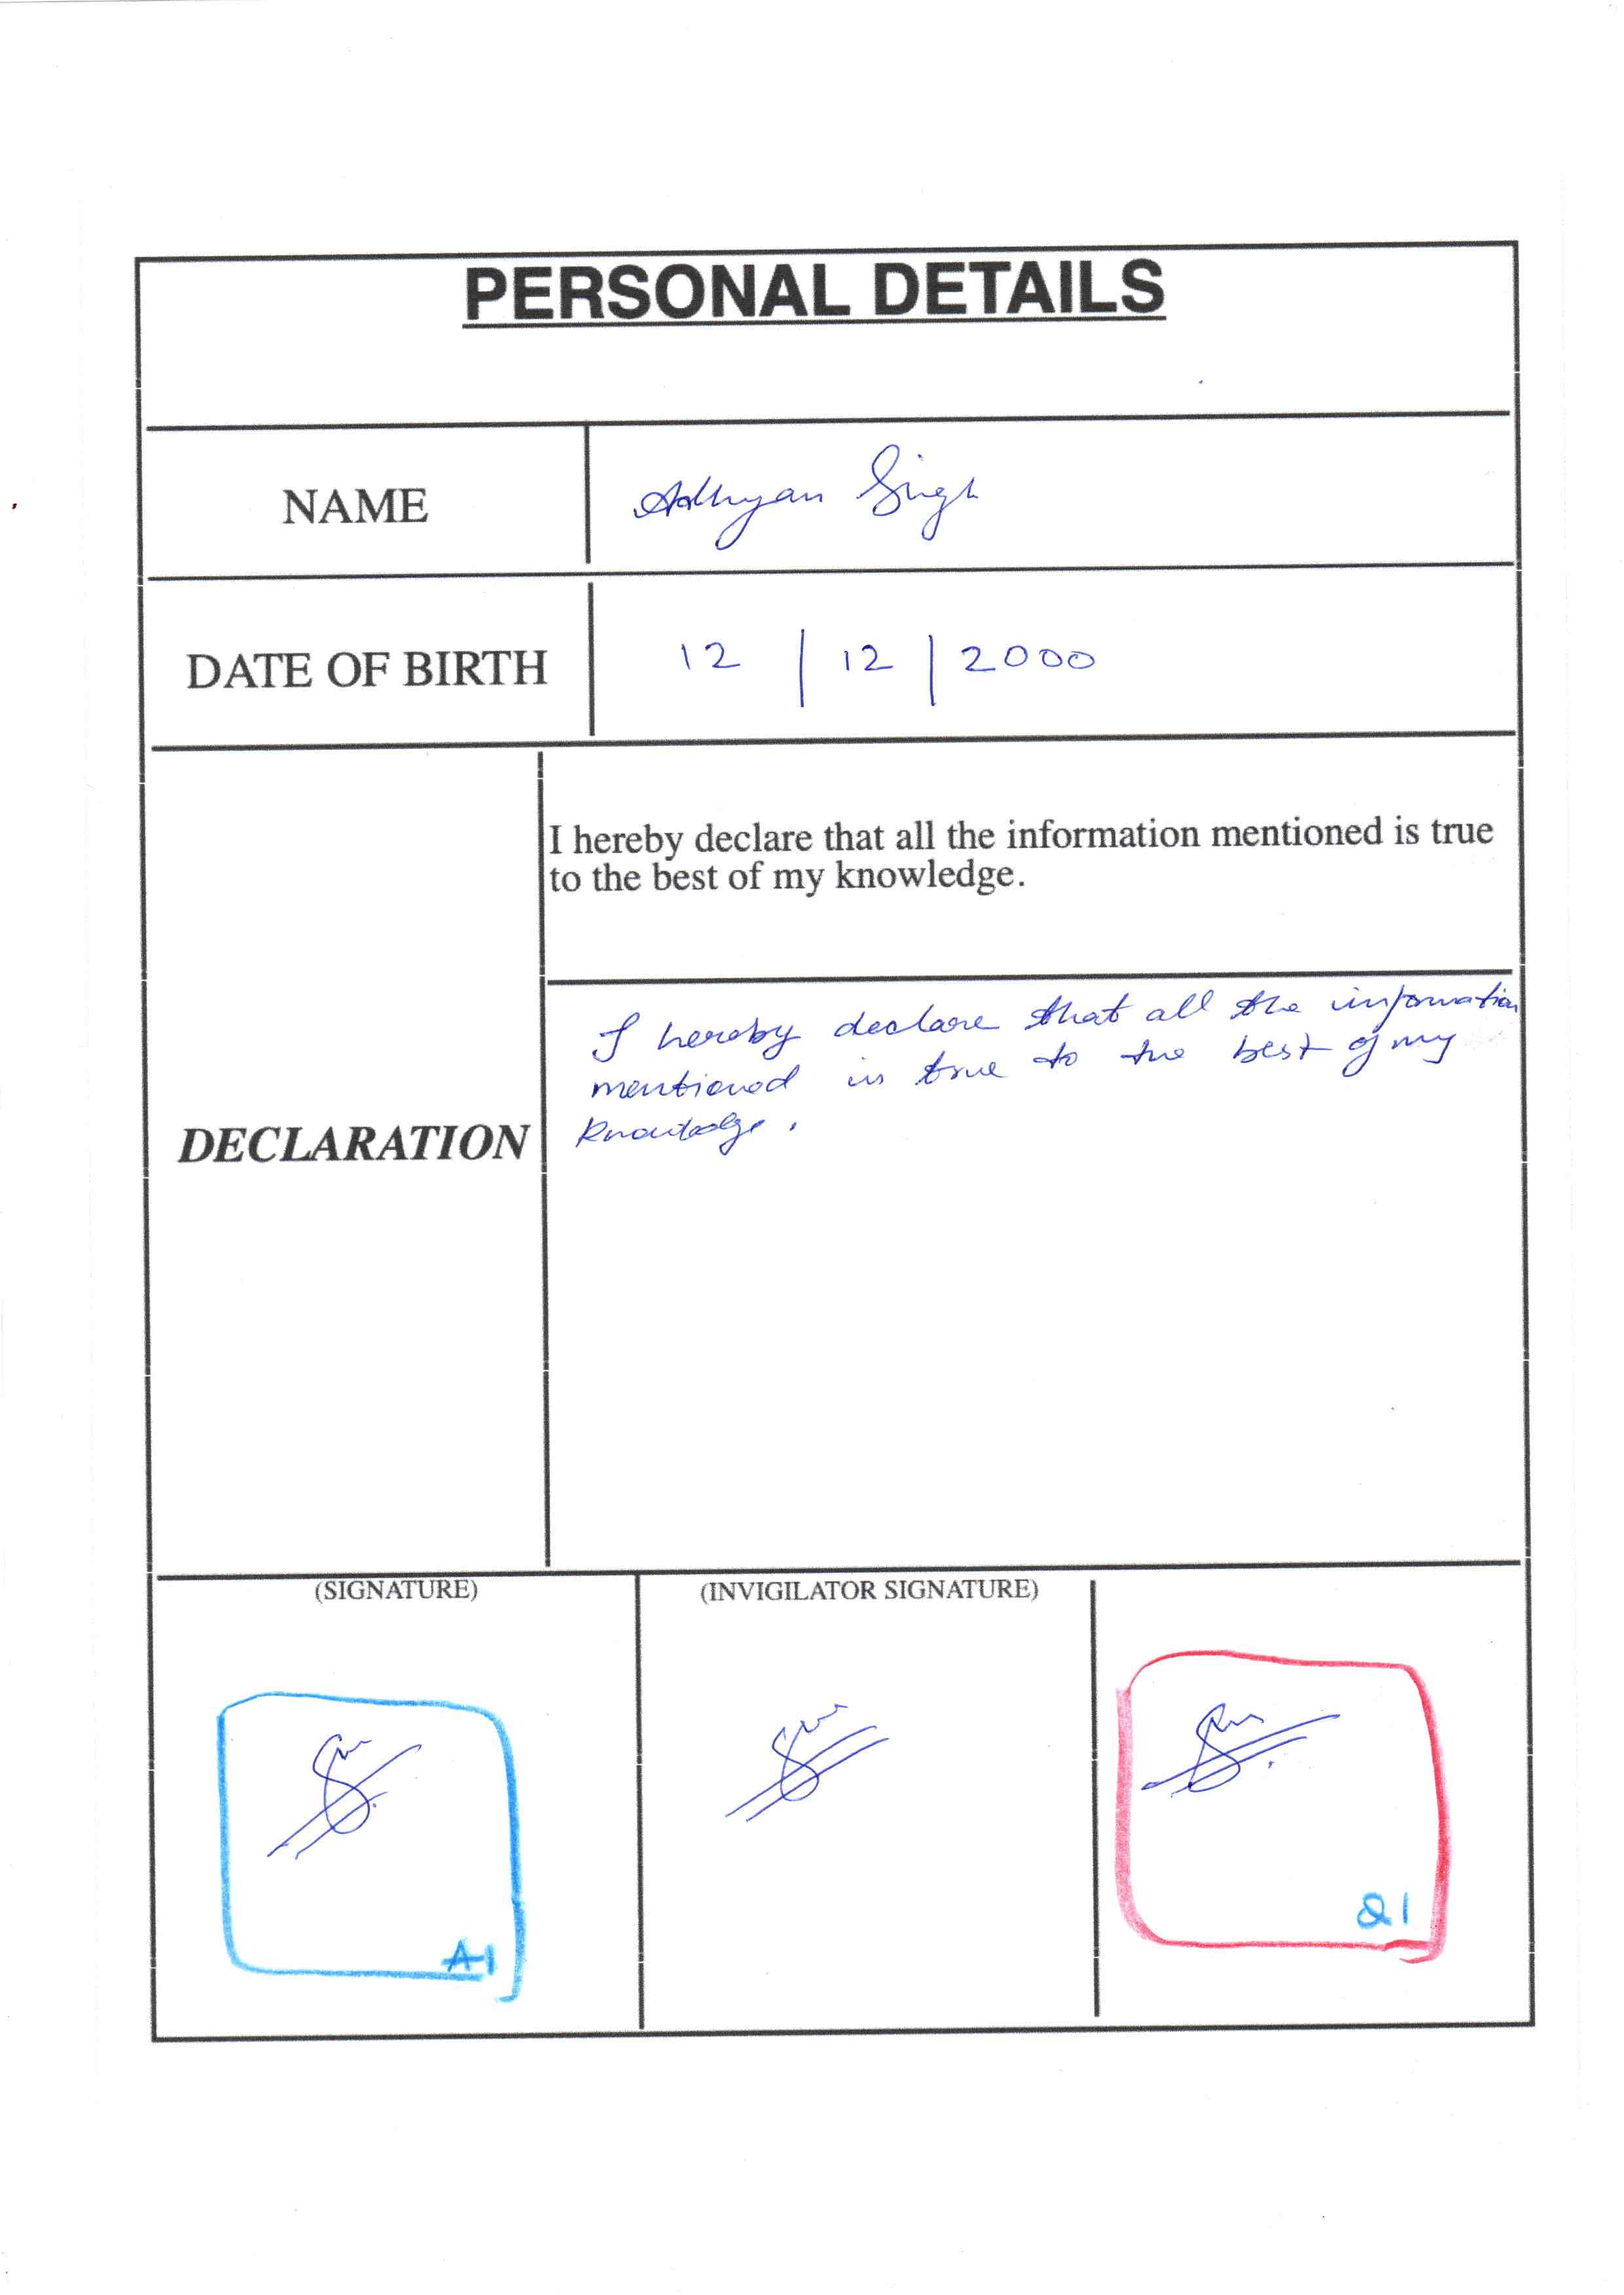 PERSONAL DETAILS
NAME
Adhyan Singh
DATE OF BIRTH
12 / 12 / 2000
I hereby declare that all the information mentioned is true
to the best of my knowledge.
DECLARATION
I hereby declare that all the information
mentioned is true to the best of my
knowledge.
(SIGNATURE)
(INVIGILATOR SIGNATURE)
A1
Q1